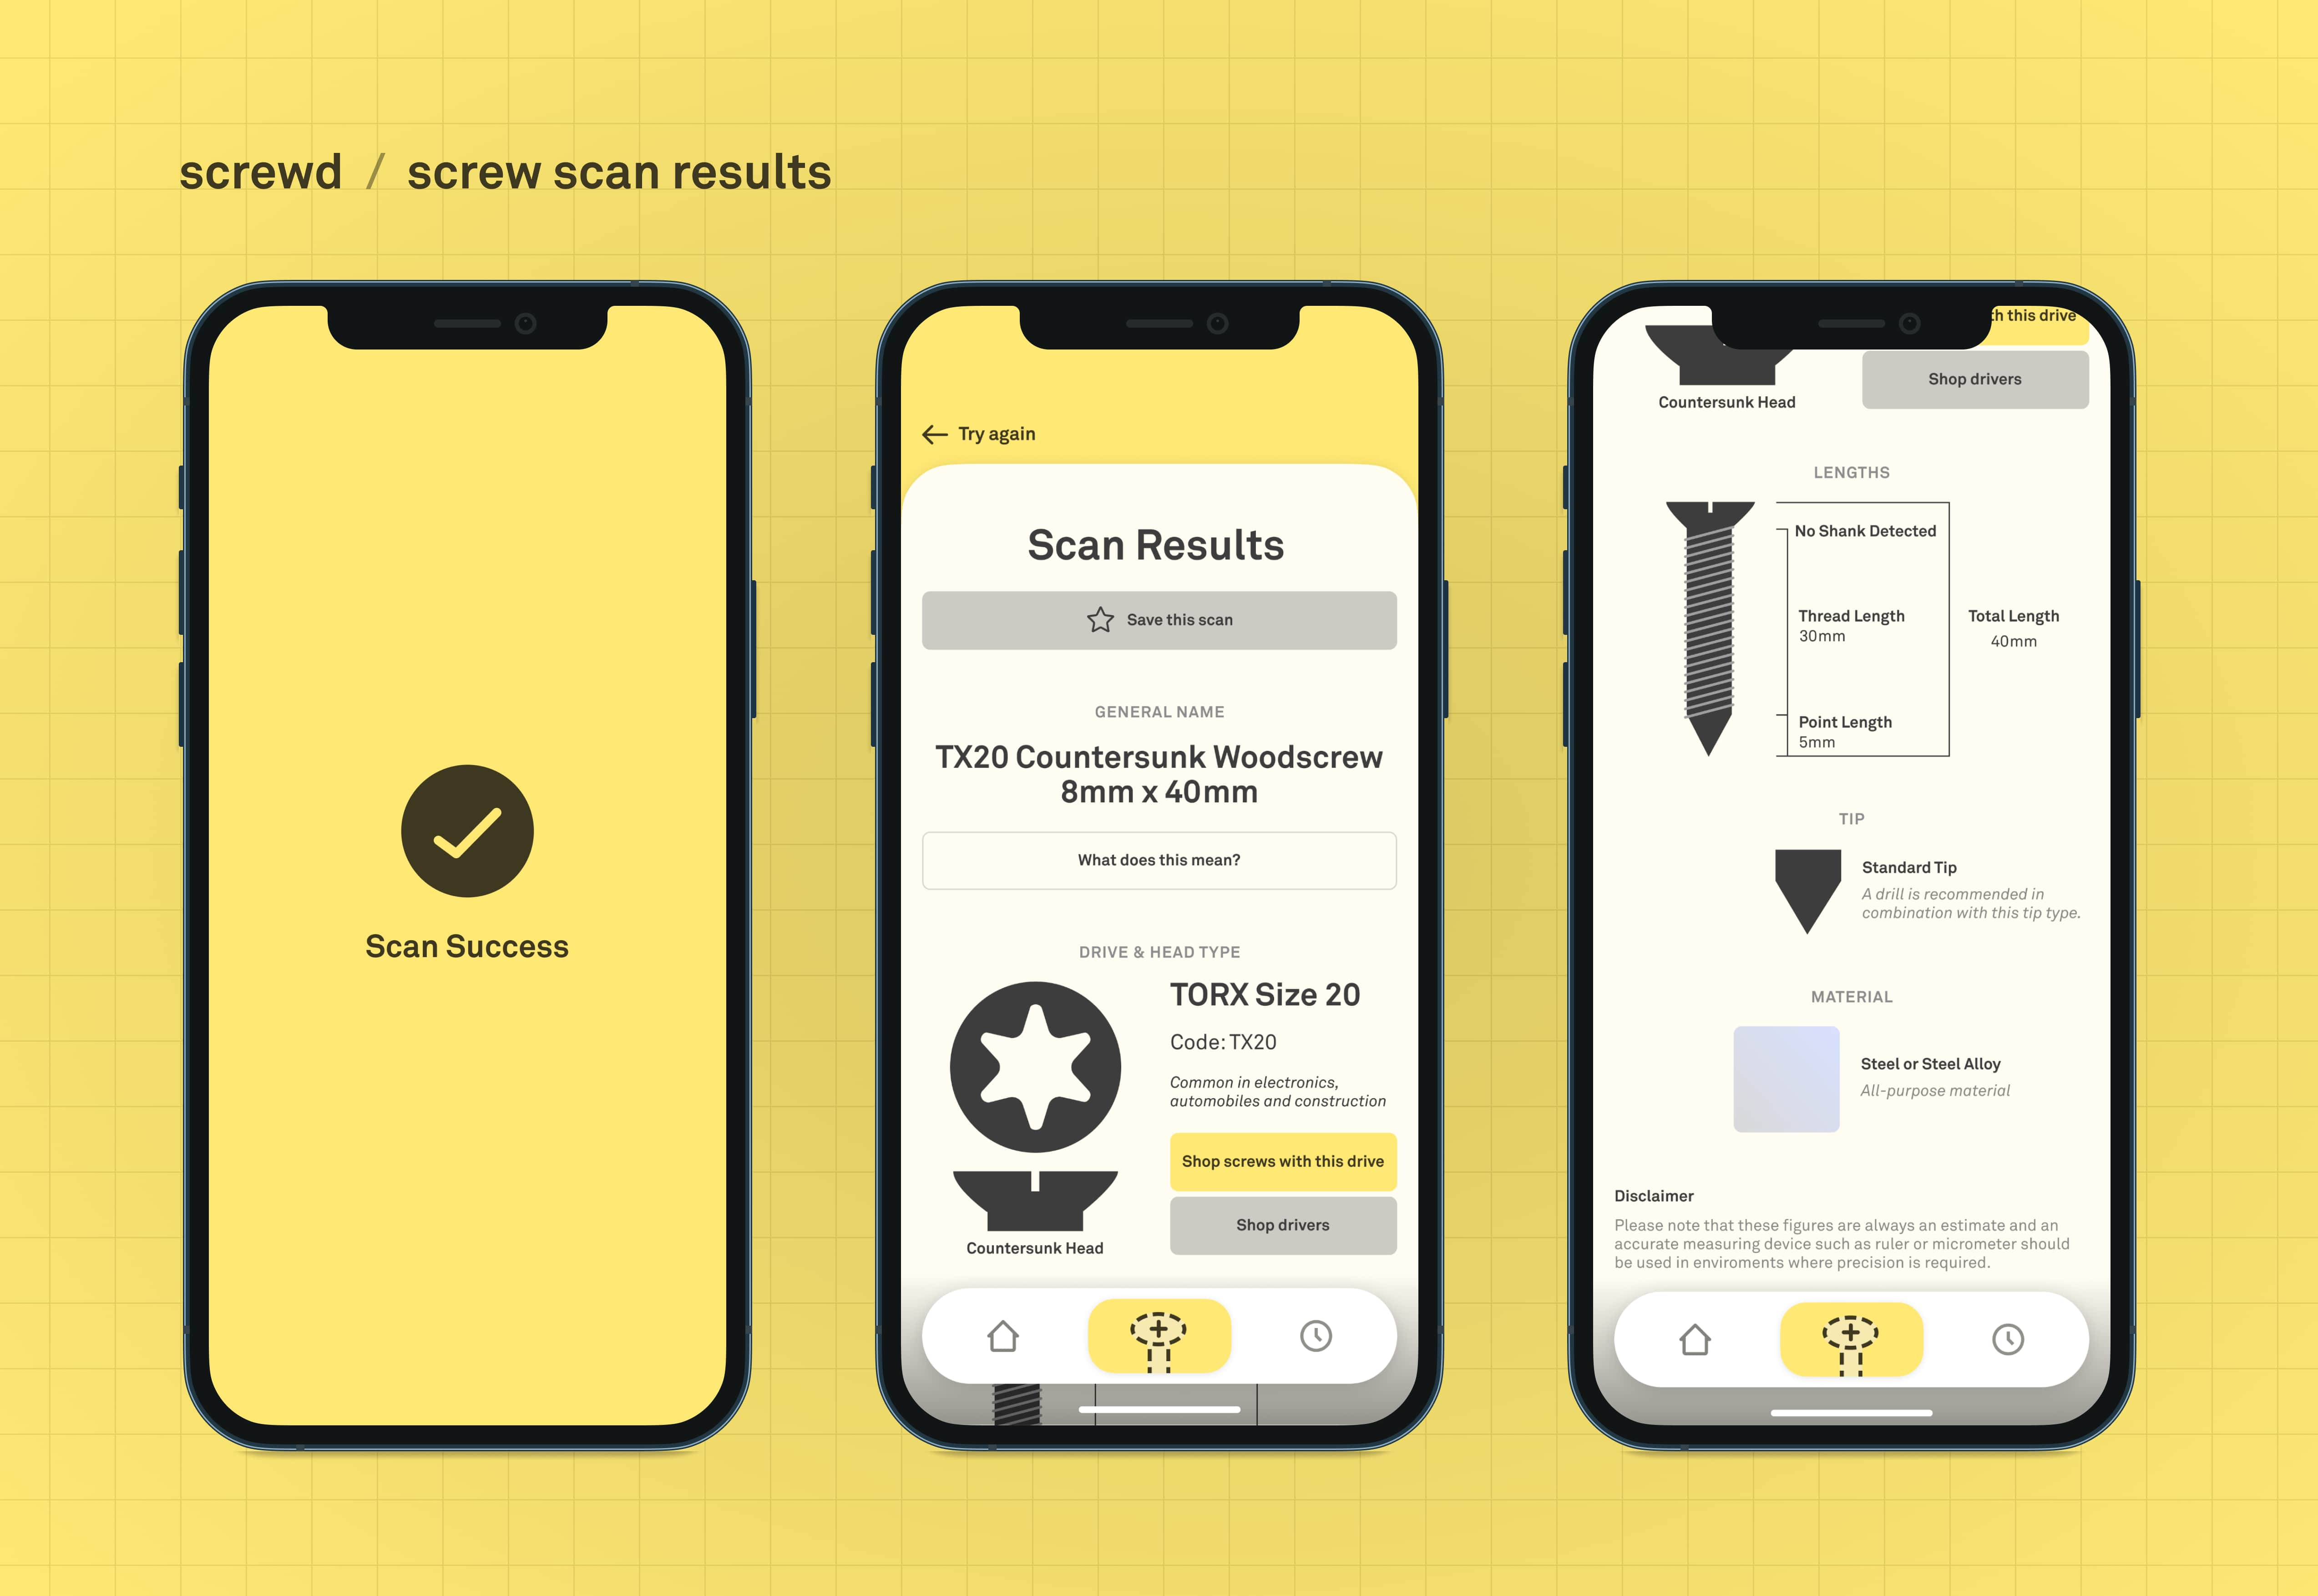 screwd / screw scan results
Scan Success
Try again
Scan Results
Save this scan
GENERAL NAME
TX20 Countersunk Woodscrew
8mm x 40mm
What does this mean?
DRIVE & HEAD TYPE
TORX Size 20
Code: TX20
Common in electronics,
automobiles and construction
Shop screws with this drive
Shop drivers
Countersunk Head
th this drive
Shop drivers
Countersunk Head
LENGTHS
No Shank Detected
Thread Length
30mm
Total Length
40mm
Point Length
5mm
TIP
Standard Tip
A drill is recommended in
combination with this tip type.
MATERIAL
Steel or Steel Alloy
All-purpose material
Disclaimer
Please note that these figures are always an estimate and an
accurate measuring device such as ruler or micrometer should
be used in enviroments where precision is required.